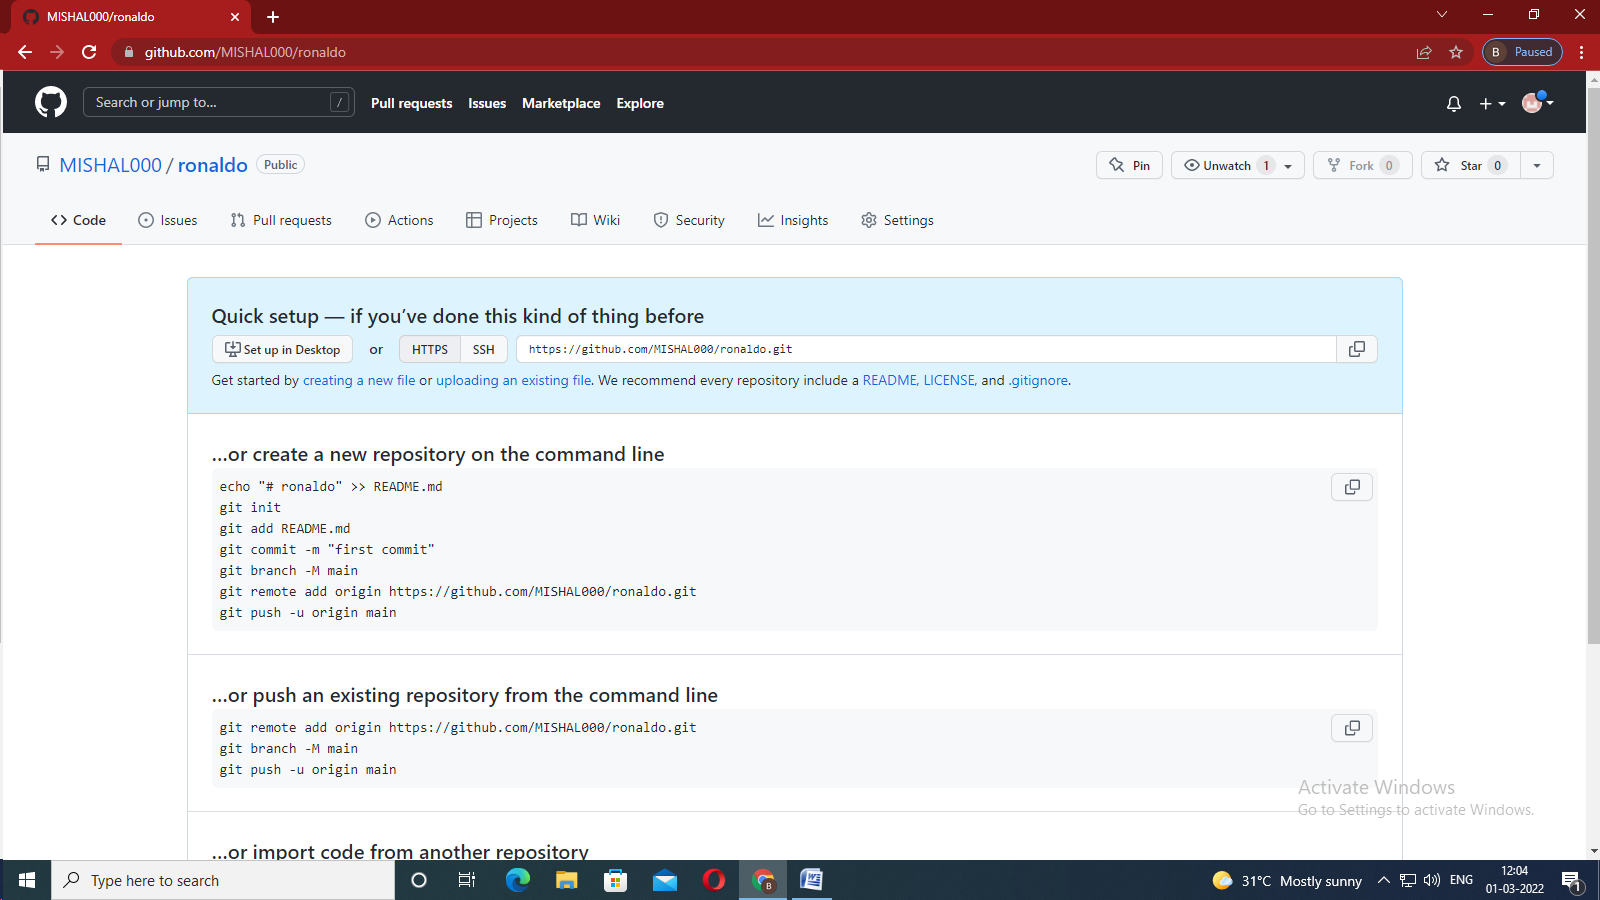 MISHAL000/ronaldo
github.com/MISHAL000/ronaldo
B Paused
Search or jump to... /
Pull requests Issues Marketplace Explore
MISHAL000 / ronaldo Public
Pin Unwatch 1 Fork 0 Star 0
Code Issues Pull requests Actions Projects Wiki Security Insights Settings
Quick setup — if you’ve done this kind of thing before
Set up in Desktop or HTTPS SSH https://github.com/MISHAL000/ronaldo.git
Get started by creating a new file or uploading an existing file. We recommend every repository include a README, LICENSE, and .gitignore.
…or create a new repository on the command line
echo "# ronaldo" >> README.md
git init
git add README.md
git commit -m "first commit"
git branch -M main
git remote add origin https://github.com/MISHAL000/ronaldo.git
git push -u origin main
…or push an existing repository from the command line
git remote add origin https://github.com/MISHAL000/ronaldo.git
git branch -M main
git push -u origin main
Activate Windows
Go to Settings to activate Windows.
…or import code from another repository
Type here to search
B
31°C Mostly sunny
ENG
12:04
01-03-2022
1